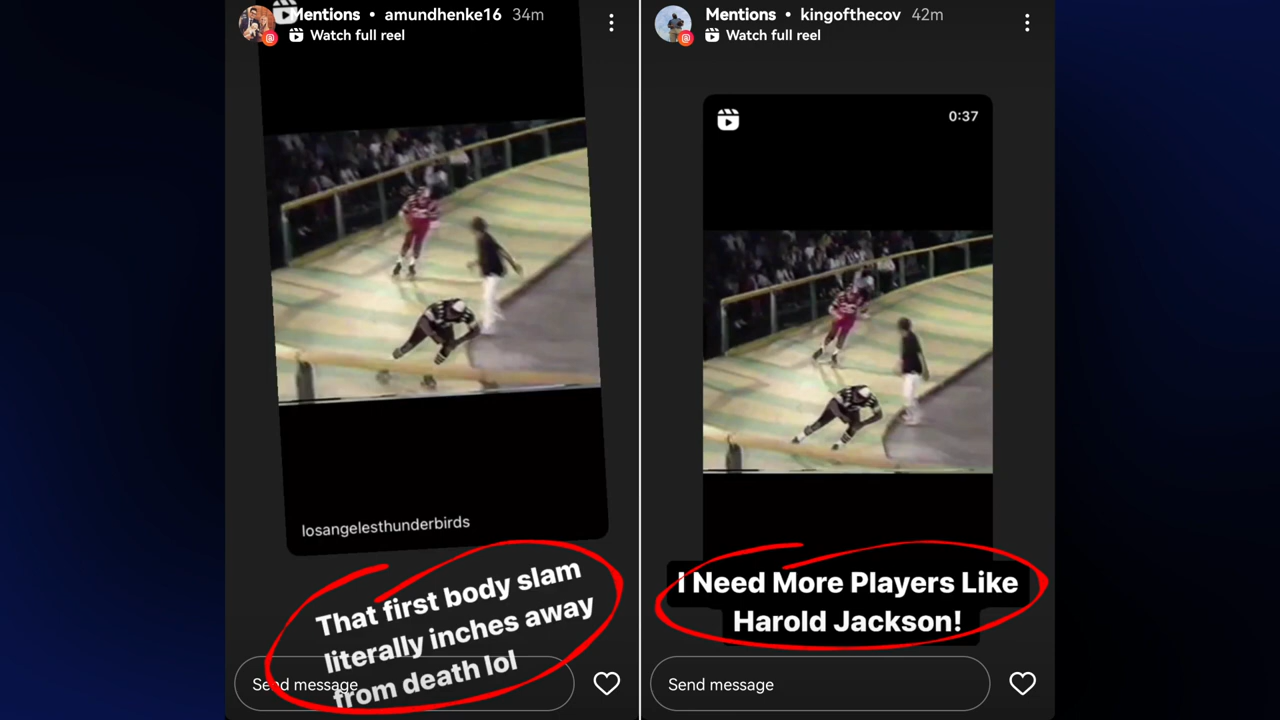 Mentions • amundhenke16 34m
Watch full reel
losangelesthunderbirds
That first body slam
literally inches away
from death lol
Send message
Mentions • kingofthecov 42m
Watch full reel
0:37
I Need More Players Like
Harold Jackson!
Send message